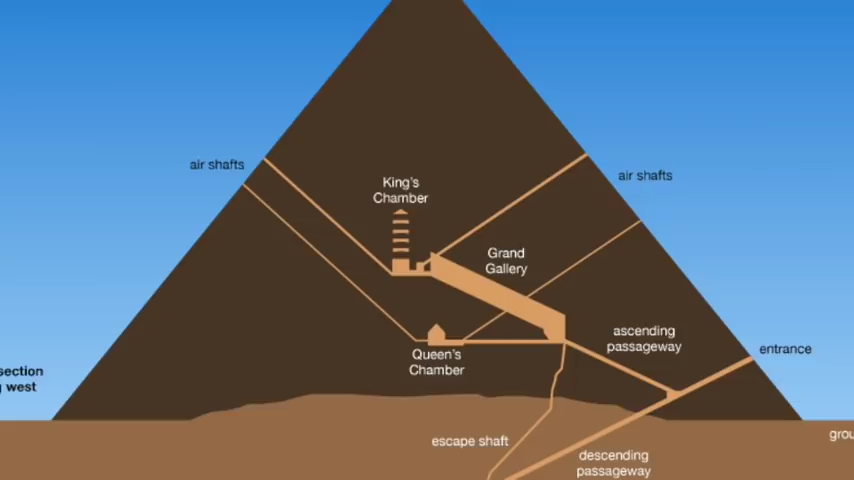 air shafts
King's
Chamber
air shafts
Grand
Gallery
ascending
passageway
entrance
Queen's
Chamber
section
west
escape shaft
descending
passageway